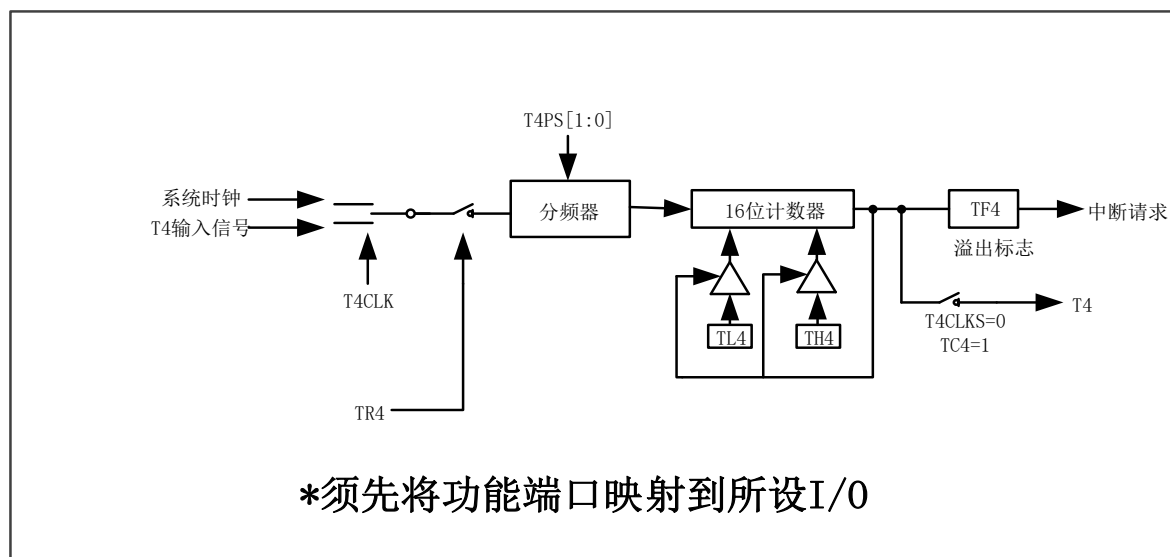 T4PS[1:0]
系统时钟
T4输入信号
分频器
16位计数器
TF4
中断请求
溢出标志
T4CLK
TL4
TH4
T4
T4CLKS=0
TC4=1
TR4
*须先将功能端口映射到所设I/O